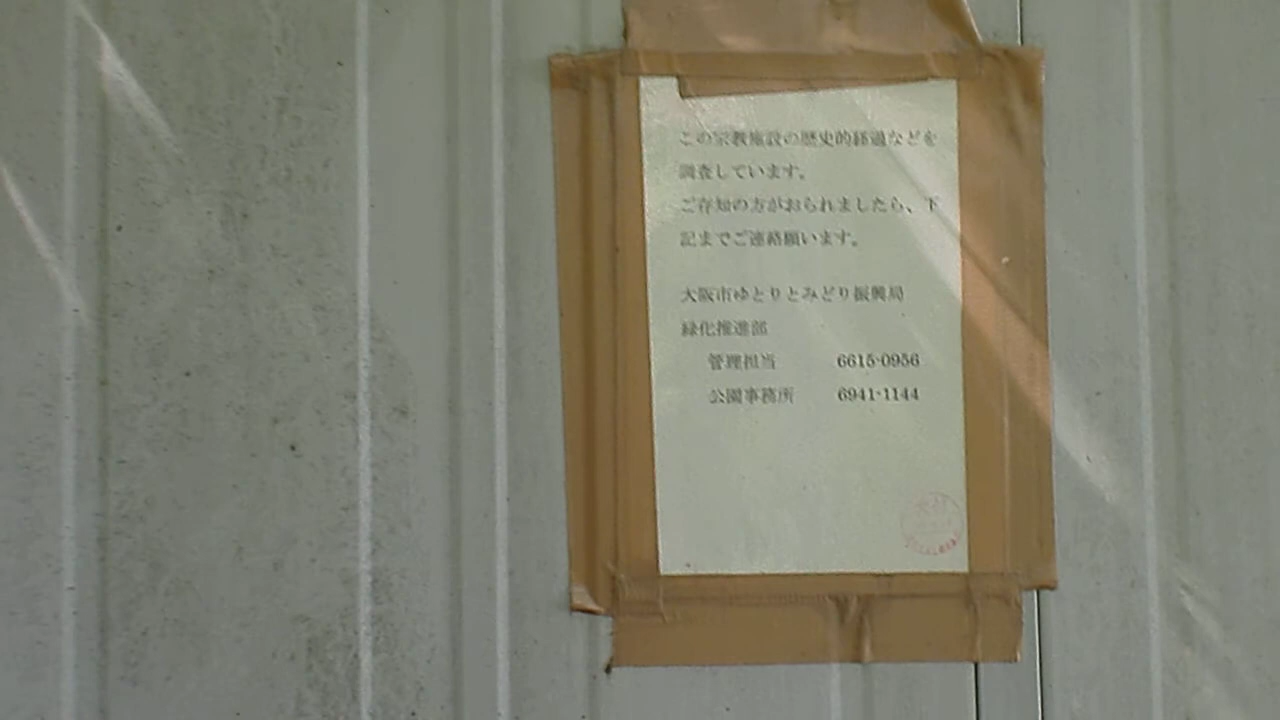 この宗教施設の歴史的経過などを
調査しています。
ご存知の方がおられましたら、下
記までご連絡願います。
大阪市ゆとりとみどり振興局
緑化推進部
管理担当 6615-0956
公園事務所 6941-1144